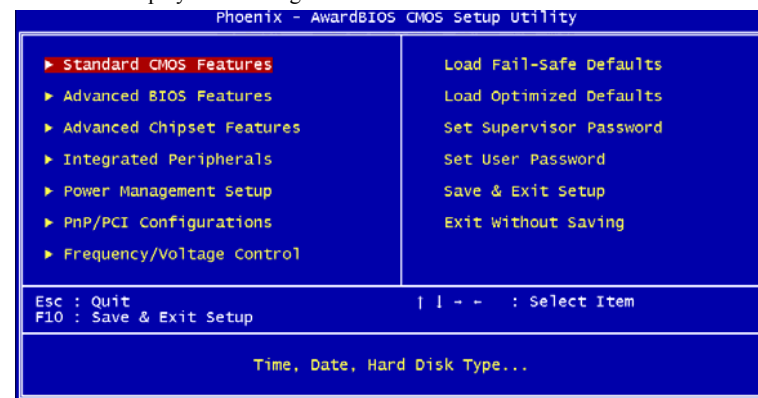 Phoenix - AwardBIOS CMOS Setup Utility
▶ Standard CMOS Features
▶ Advanced BIOS Features
▶ Advanced Chipset Features
▶ Integrated Peripherals
▶ Power Management Setup
▶ PnP/PCI Configurations
▶ Frequency/Voltage Control
Load Fail-Safe Defaults
Load Optimized Defaults
Set Supervisor Password
Set User Password
Save & Exit Setup
Exit Without Saving
Esc : Quit
F10 : Save & Exit Setup
↑ ↓ → ← : Select Item
Time, Date, Hard Disk Type...